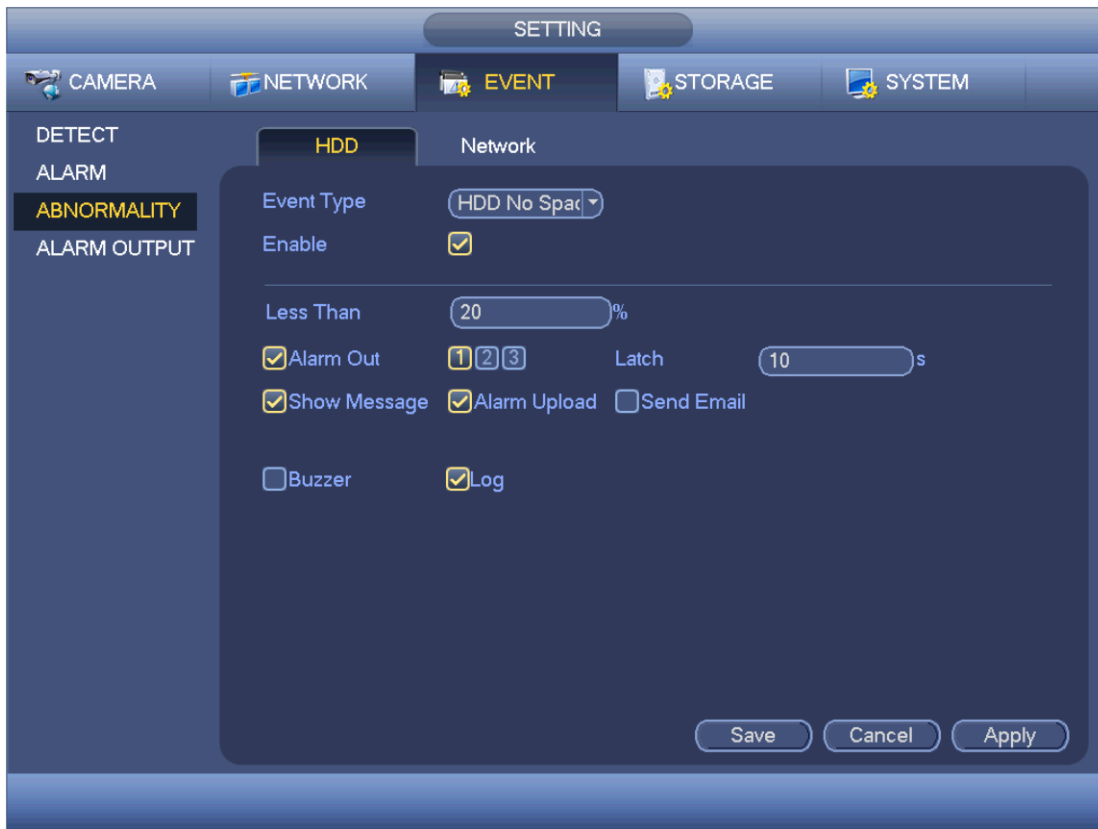 SETTING
CAMERA NETWORK EVENT STORAGE SYSTEM
DETECT
ALARM
ABNORMALITY
ALARM OUTPUT
HDD Network
Event Type HDD No Spac
Enable
Less Than 20 %
Alarm Out 1 2 3 Latch 10 s
Show Message Alarm Upload Send Email
Buzzer Log
Save Cancel Apply